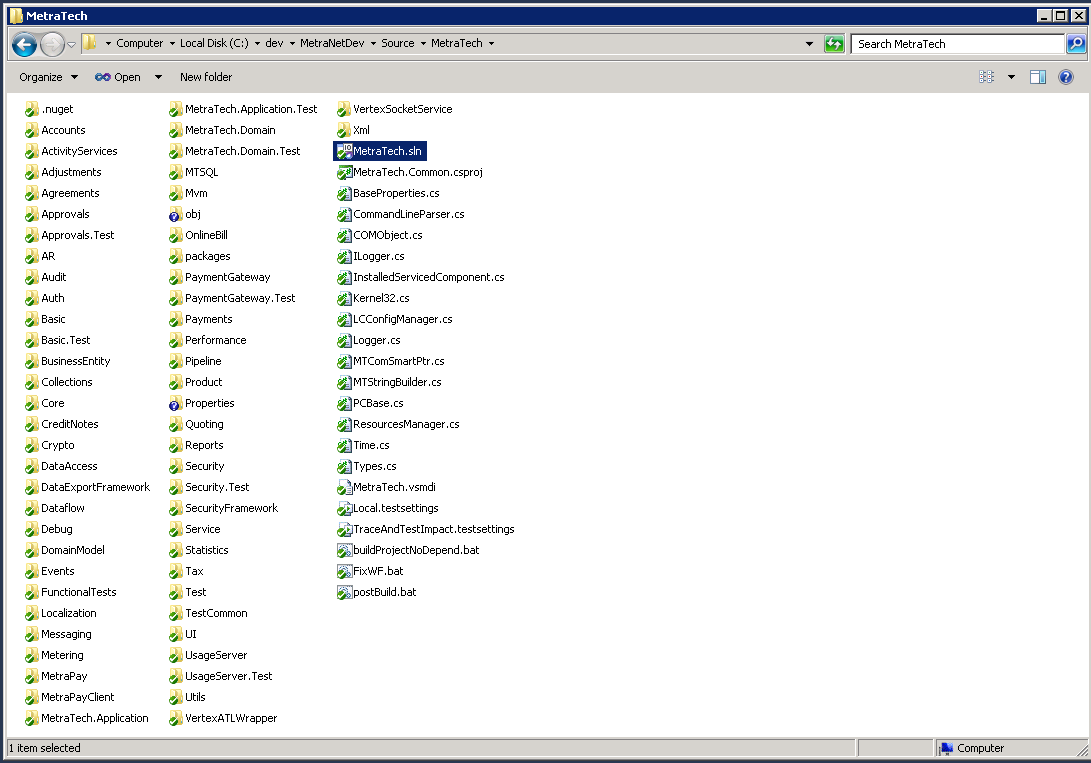 MetraTech
Computer Local Disk (C:) dev MetraNetDev Source MetraTech
Search MetraTech
Organize Open New folder
.nuget
Accounts
ActivityServices
Adjustments
Agreements
Approvals
Approvals.Test
AR
Audit
Auth
Basic
Basic.Test
BusinessEntity
Collections
Core
CreditNotes
Crypto
DataAccess
DataExportFramework
Dataflow
Debug
DomainModel
Events
FunctionalTests
Localization
Messaging
Metering
MetraPay
MetraPayClient
MetraTech.Application
MetraTech.Application.Test
MetraTech.Domain
MetraTech.Domain.Test
MTSQL
Mvm
obj
OnlineBill
packages
PaymentGateway
PaymentGateway.Test
Payments
Performance
Pipeline
Product
Properties
Quoting
Reports
Security
Security.Test
SecurityFramework
Service
Statistics
Tax
Test
TestCommon
UI
UsageServer
UsageServer.Test
Utils
VertexATLWrapper
VertexSocketService
Xml
MetraTech.sln
MetraTech.Common.csproj
BaseProperties.cs
CommandLineParser.cs
COMObject.cs
ILogger.cs
InstalledServicedComponent.cs
Kernel32.cs
LCConfigManager.cs
Logger.cs
MTComSmartPtr.cs
MTStringBuilder.cs
PCBase.cs
ResourcesManager.cs
Time.cs
Types.cs
MetraTech.vsmdi
Local.testsettings
TraceAndTestImpact.testsettings
buildProjectNoDepend.bat
FixWF.bat
postBuild.bat
1 item selected
Computer